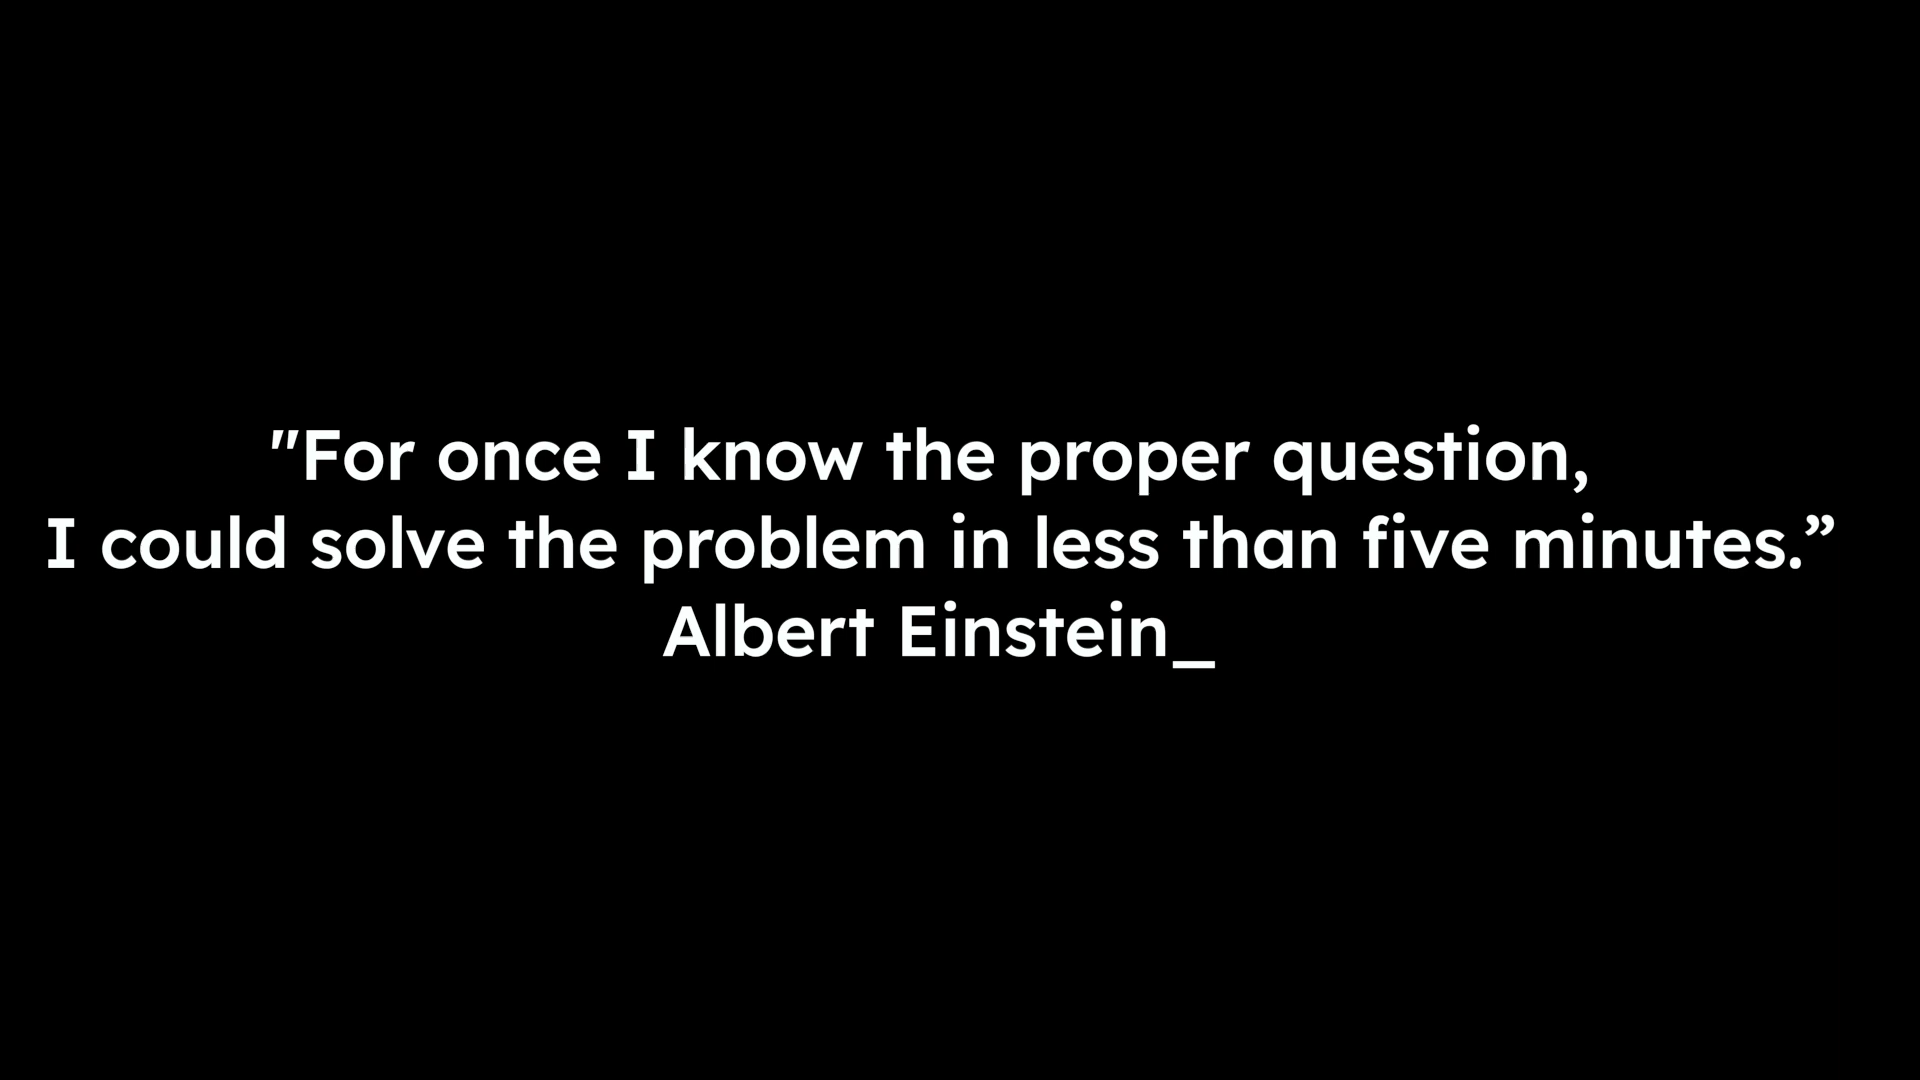 "For once I know the proper question,
I could solve the problem in less than five minutes.”
Albert Einstein_